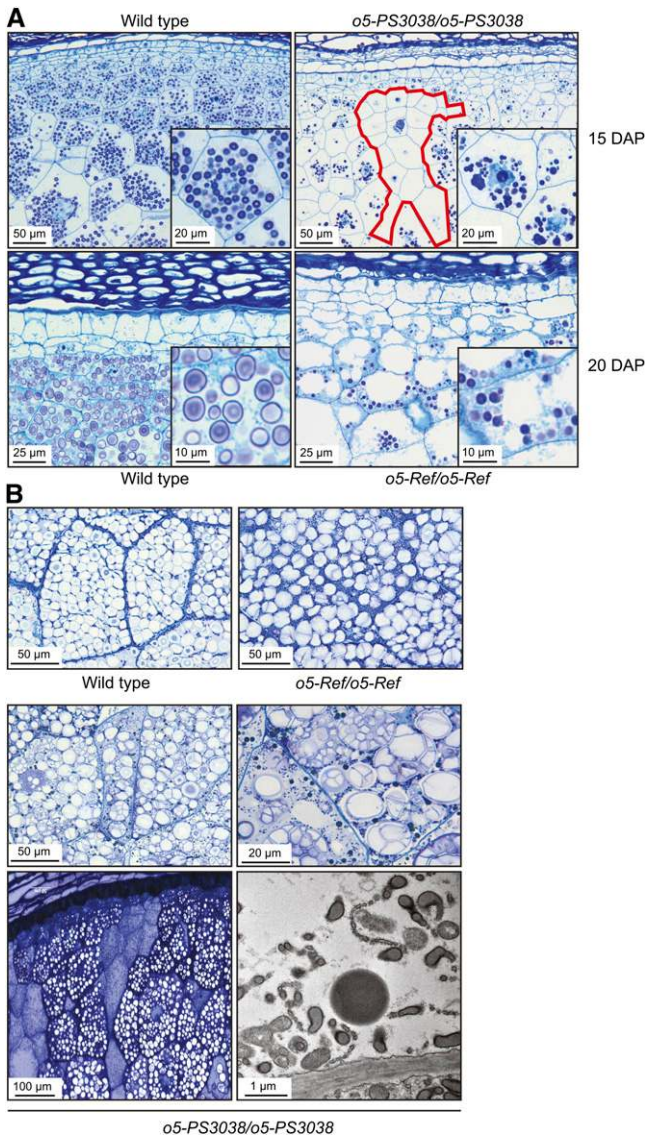 A
Wild type
o5-PS3038/o5-PS3038
50 µm
20 µm
50 µm
20 µm
15 DAP
25 µm
10 µm
25 µm
10 µm
20 DAP
Wild type
o5-Ref/o5-Ref
B
50 µm
50 µm
Wild type
o5-Ref/o5-Ref
50 µm
20 µm
100 µm
1 µm
o5-PS3038/o5-PS3038